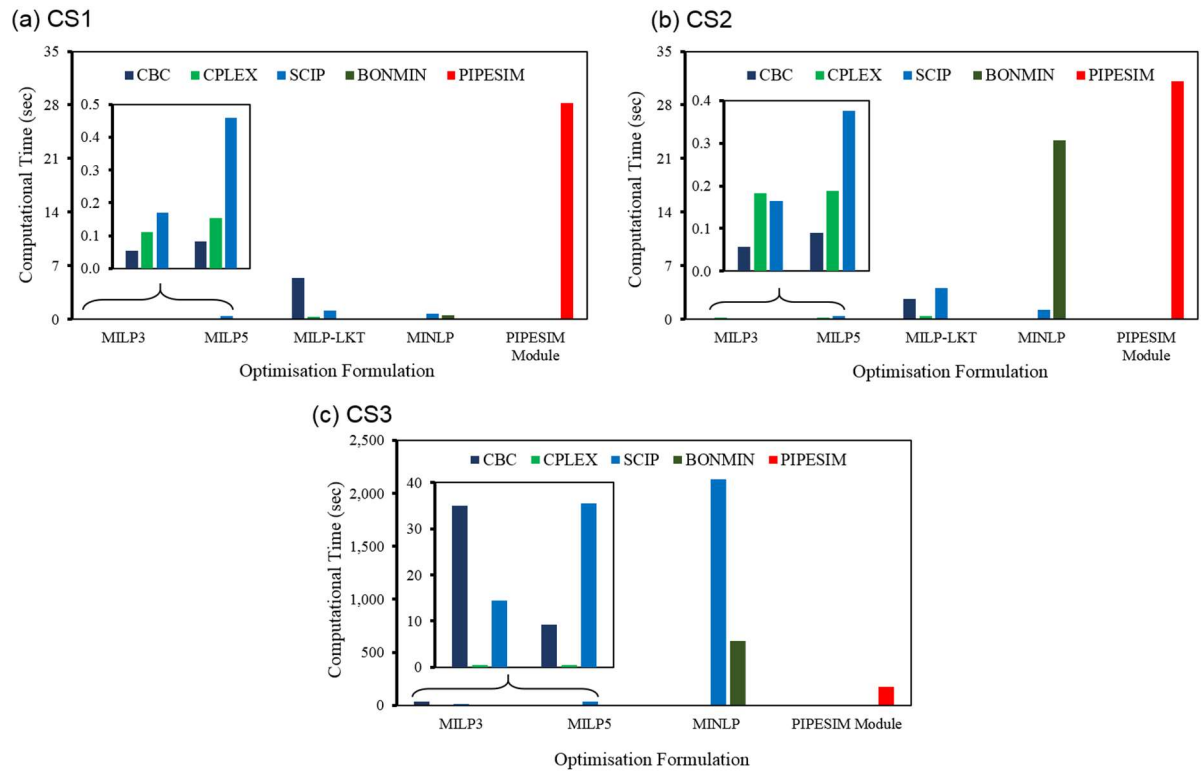 (a) CS1
35
28
21
14
7
0
Computational Time (sec)
CBC CPLEX SCIP BONMIN PIPESIM
0.5
0.4
0.3
0.2
0.1
0.0
MILP3 MILP5 MILP-LKT MINLP PIPESIM
Module
Optimisation Formulation
(b) CS2
35
28
21
14
7
0
Computational Time (sec)
CBC CPLEX SCIP BONMIN PIPESIM
0.4
0.3
0.2
0.1
0.0
MILP3 MILP5 MILP-LKT MINLP PIPESIM
Module
Optimisation Formulation
(c) CS3
2,500
2,000
1,500
1,000
500
0
Computational Time (sec)
CBC CPLEX SCIP BONMIN PIPESIM
40
30
20
10
0
MILP3 MILP5 MINLP PIPESIM Module
Optimisation Formulation